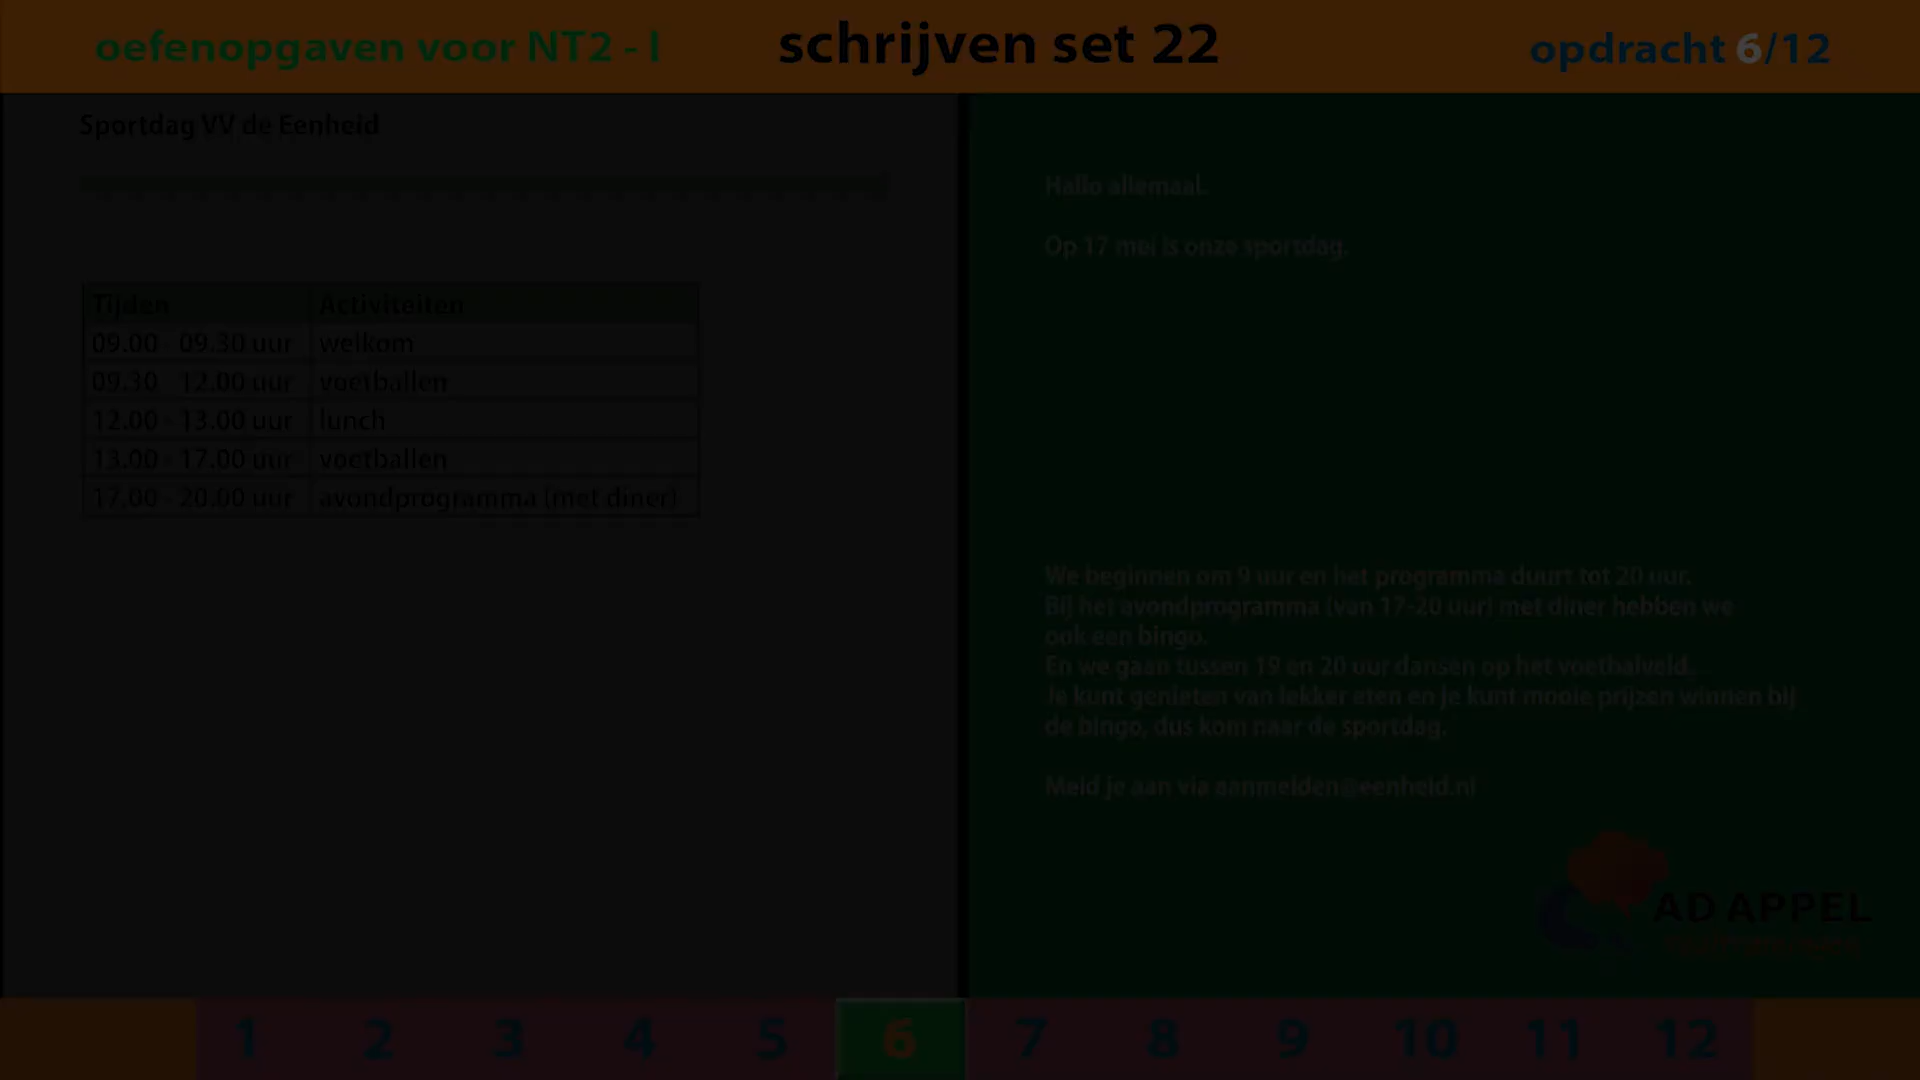 oefenopgaven voor NT2 - I
schrijven set 22
opdracht 6/12
Sportdag VV de Eenheid
Tijden Activiteiten
09.00 - 09.30 uur welkom
09.30 - 12.00 uur voetballen
12.00 - 13.00 uur lunch
13.00 - 17.00 uur voetballen
17.00 - 20.00 uur avondprogramma (met diner)
Hallo allemaal,
Op 17 mei is onze sportdag.
We beginnen om 9 uur en het programma duurt tot 20 uur.
Bij het avondprogramma (van 17-20 uur) met diner hebben we
ook een bingo.
En we gaan tussen 19 en 20 uur dansen op het voetbalveld.
Je kunt genieten van lekker eten en je kunt mooie prijzen winnen bij
de bingo, dus kom naar de sportdag.
Meld je aan via aanmelden@eenheid.nl
AD APPEL
1 2 3 4 5 6 7 8 9 10 11 12